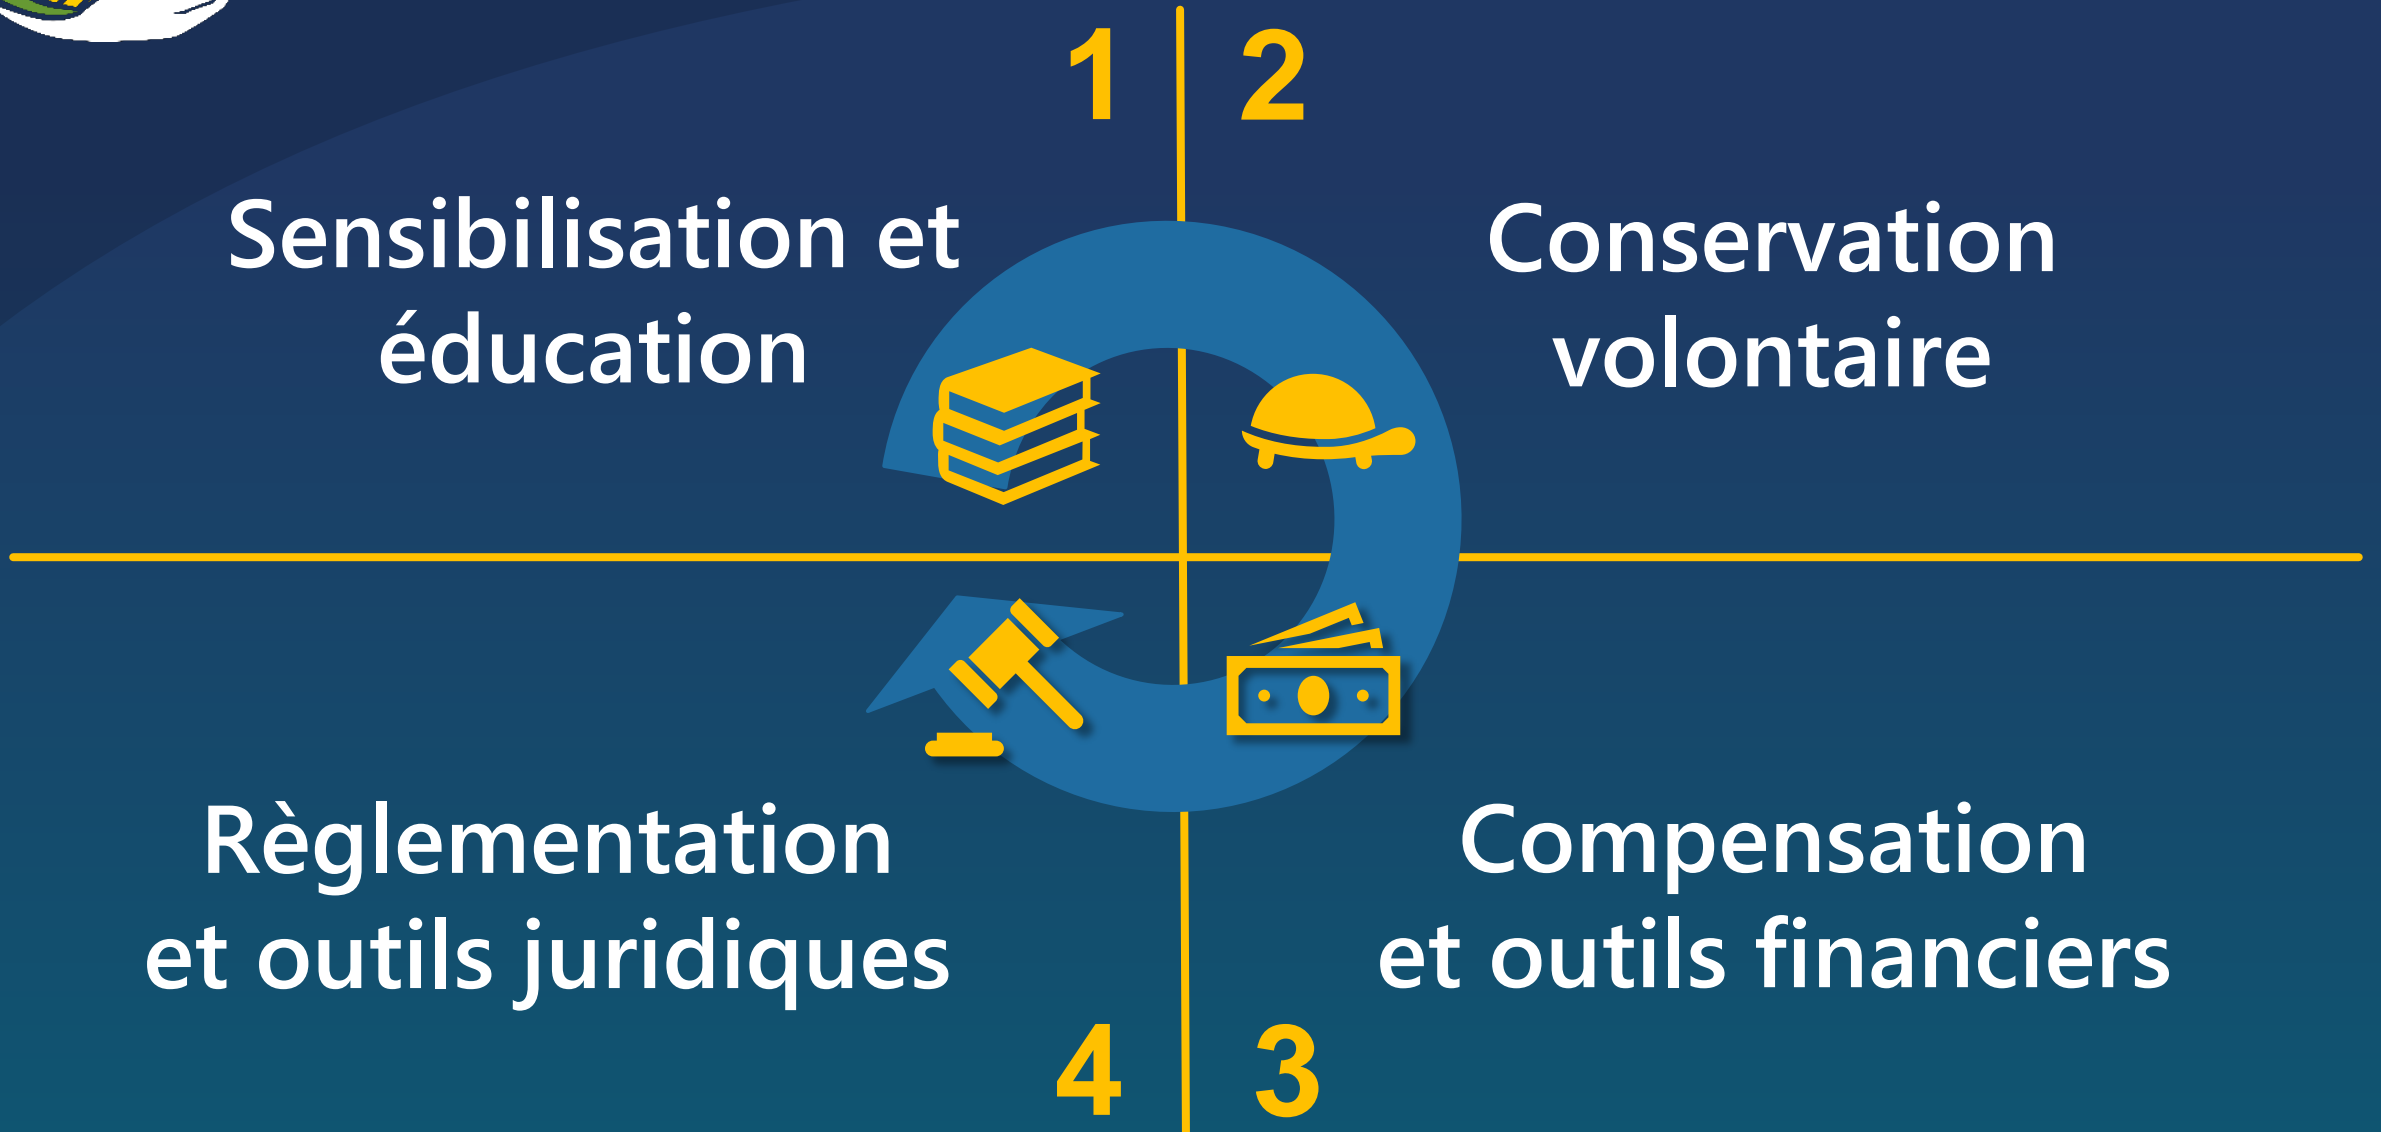 1
Sensibilisation et
éducation
2
Conservation
volontaire
3
Compensation
et outils financiers
4
Règlementation
et outils juridiques